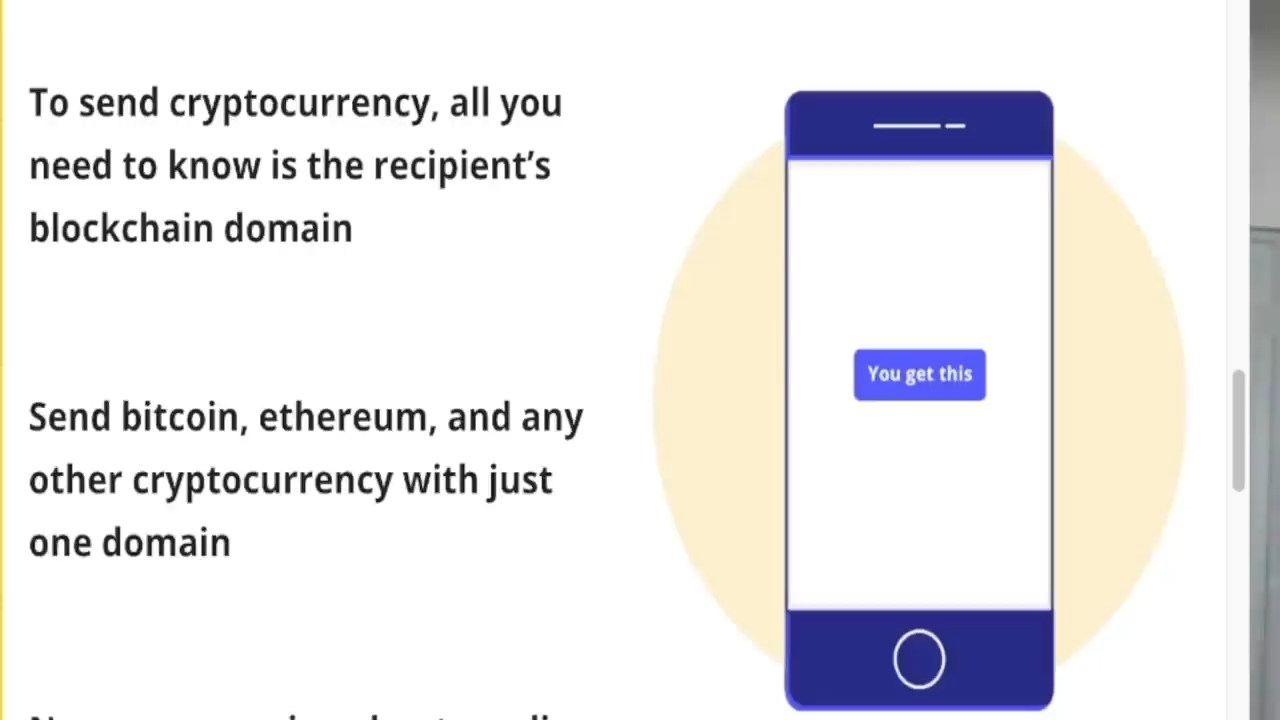 To send cryptocurrency, all you
need to know is the recipient’s
blockchain domain
Send bitcoin, ethereum, and any
other cryptocurrency with just
one domain
You get this